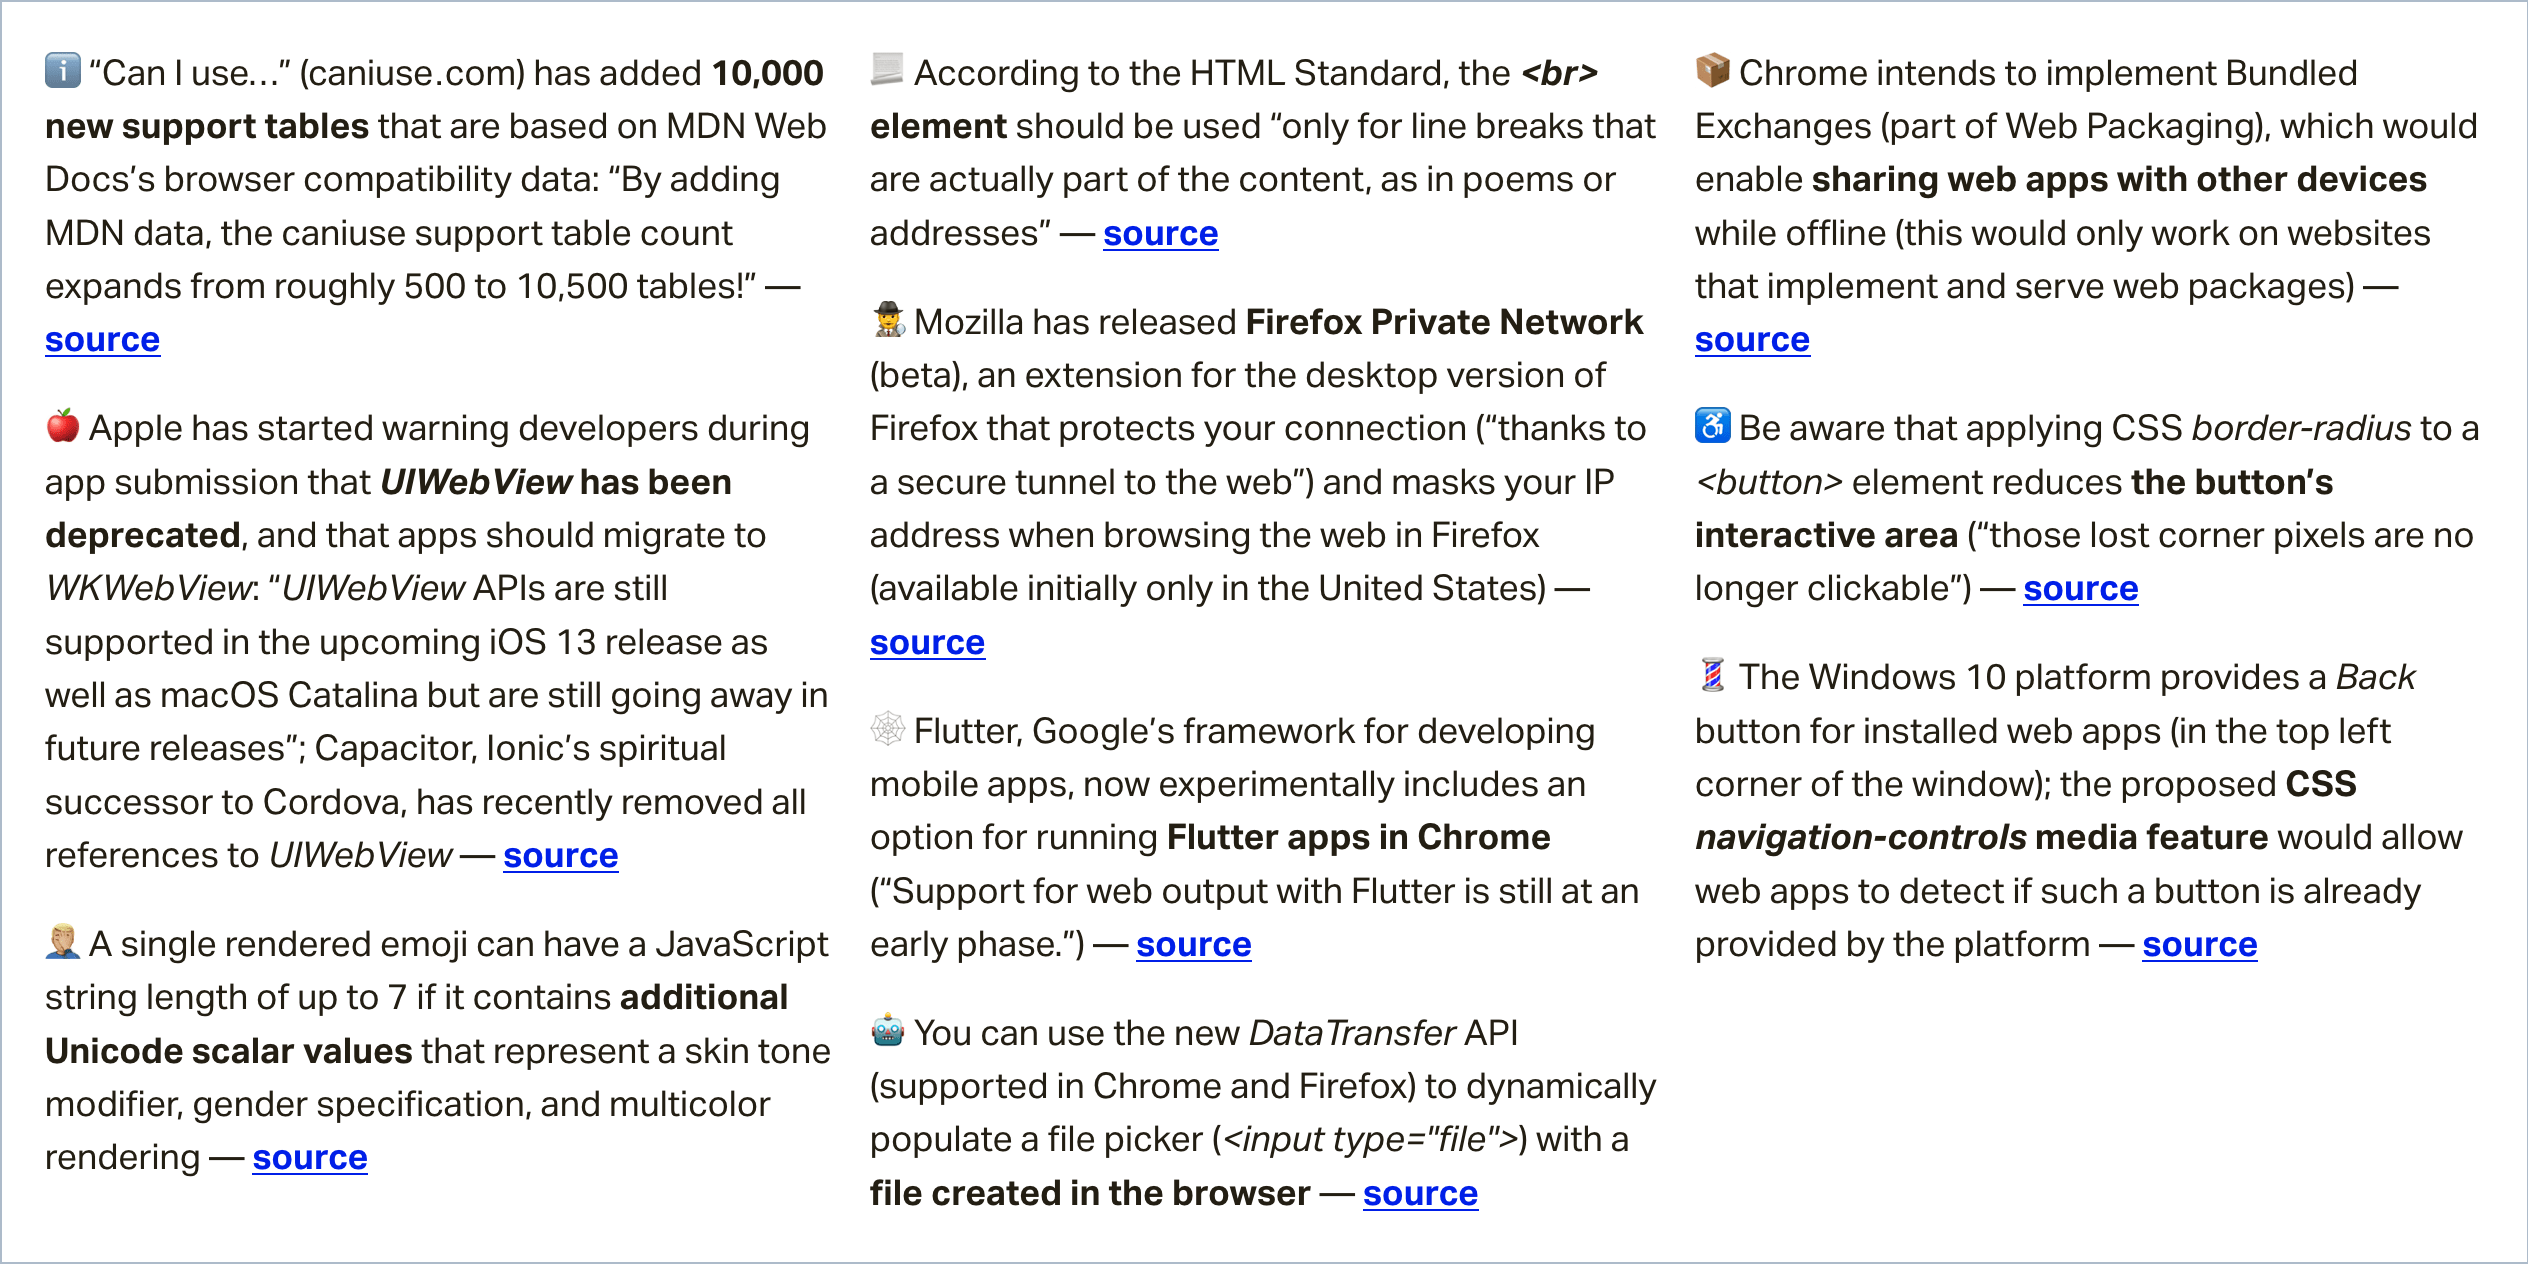 ℹ️ “Can I use…” (caniuse.com) has added 10,000
new support tables that are based on MDN Web
Docs’s browser compatibility data: “By adding
MDN data, the caniuse support table count
expands from roughly 500 to 10,500 tables!” —
source
🍎 Apple has started warning developers during
app submission that UIWebView has been
deprecated, and that apps should migrate to
WKWebView: “UIWebView APIs are still
supported in the upcoming iOS 13 release as
well as macOS Catalina but are still going away in
future releases”; Capacitor, Ionic’s spiritual
successor to Cordova, has recently removed all
references to UIWebView — source
🤦🏼‍♂️ A single rendered emoji can have a JavaScript
string length of up to 7 if it contains additional
Unicode scalar values that represent a skin tone
modifier, gender specification, and multicolor
rendering — source
📃 According to the HTML Standard, the <br>
element should be used “only for line breaks that
are actually part of the content, as in poems or
addresses” — source
🕵️ Mozilla has released Firefox Private Network
(beta), an extension for the desktop version of
Firefox that protects your connection (“thanks to
a secure tunnel to the web”) and masks your IP
address when browsing the web in Firefox
(available initially only in the United States) —
source
🕸 Flutter, Google’s framework for developing
mobile apps, now experimentally includes an
option for running Flutter apps in Chrome
(“Support for web output with Flutter is still at an
early phase.”) — source
🤖 You can use the new DataTransfer API
(supported in Chrome and Firefox) to dynamically
populate a file picker (<input type="file">) with a
file created in the browser — source
📦 Chrome intends to implement Bundled
Exchanges (part of Web Packaging), which would
enable sharing web apps with other devices
while offline (this would only work on websites
that implement and serve web packages) —
source
♿ Be aware that applying CSS border-radius to a
<button> element reduces the button’s
interactive area (“those lost corner pixels are no
longer clickable”) — source
💈 The Windows 10 platform provides a Back
button for installed web apps (in the top left
corner of the window); the proposed CSS
navigation-controls media feature would allow
web apps to detect if such a button is already
provided by the platform — source